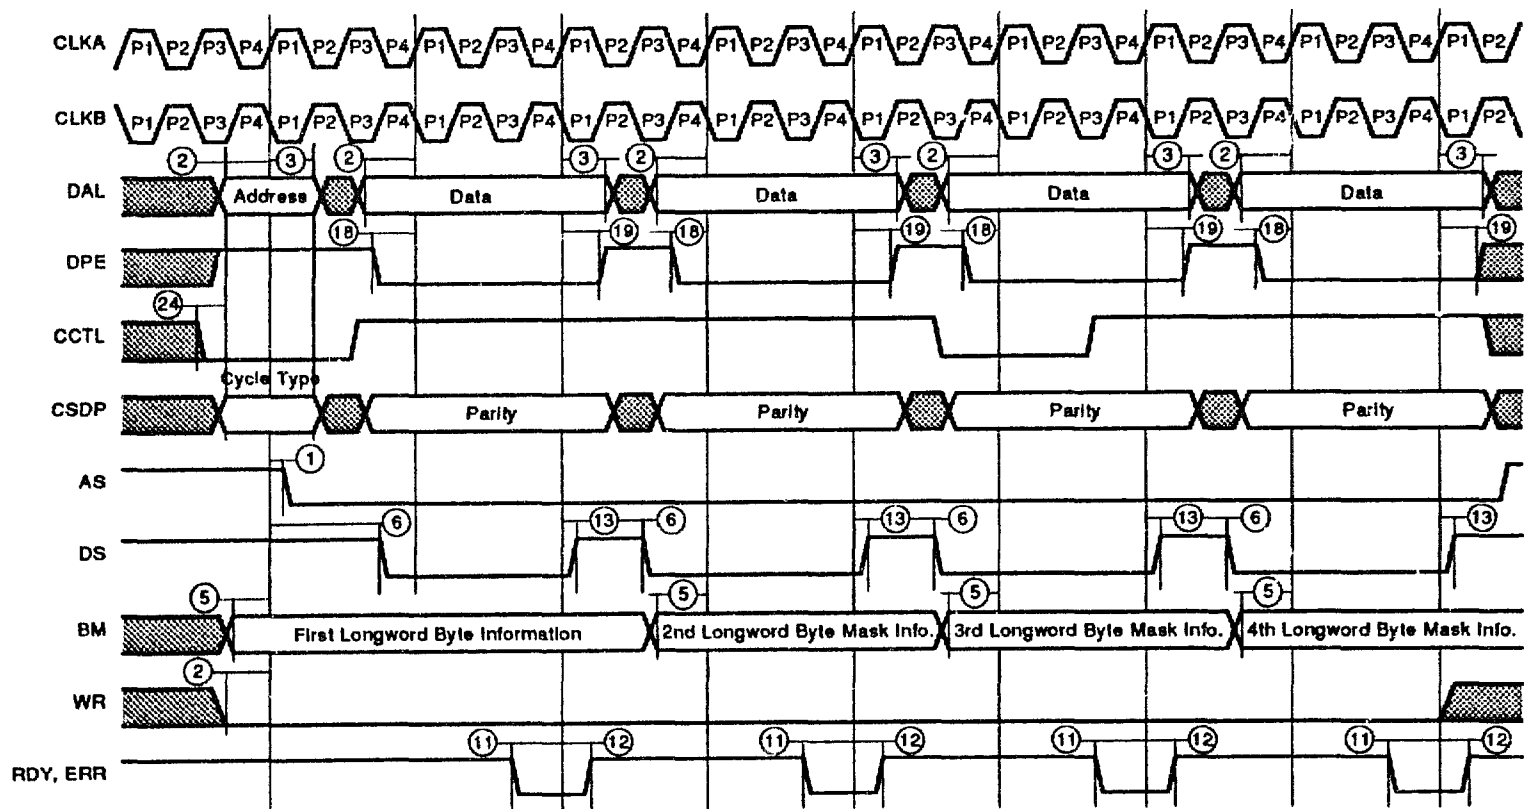 CLKA P1 P2 P3 P4 P1 P2 P3 P4 P1 P2 P3 P4 P1 P2 P3 P4 P1 P2 P3 P4 P1 P2 P3 P4 P1 P2 P3 P4 P1 P2 P3 P4 P1 P2 P3 P4 P1 P2
CLKB P1 P2 P3 P4 P1 P2 P3 P4 P1 P2 P3 P4 P1 P2 P3 P4 P1 P2 P3 P4 P1 P2 P3 P4 P1 P2 P3 P4 P1 P2 P3 P4 P1 P2 P3 P4 P1 P2
2 3 2 3 2 3 2 3 2 3
DAL Address Data Data Data Data
18 19 18 19 18 19 18 19
DPE
24
CCTL
Cycle Type
CSDP Parity Parity Parity Parity
1
AS
6 13 6 13 6 13 6 13
DS
5 5 5 5
BM First Longword Byte Information 2nd Longword Byte Mask Info. 3rd Longword Byte Mask Info. 4th Longword Byte Mask Info.
2
WR
11 12 11 12 11 12 11 12
RDY, ERR